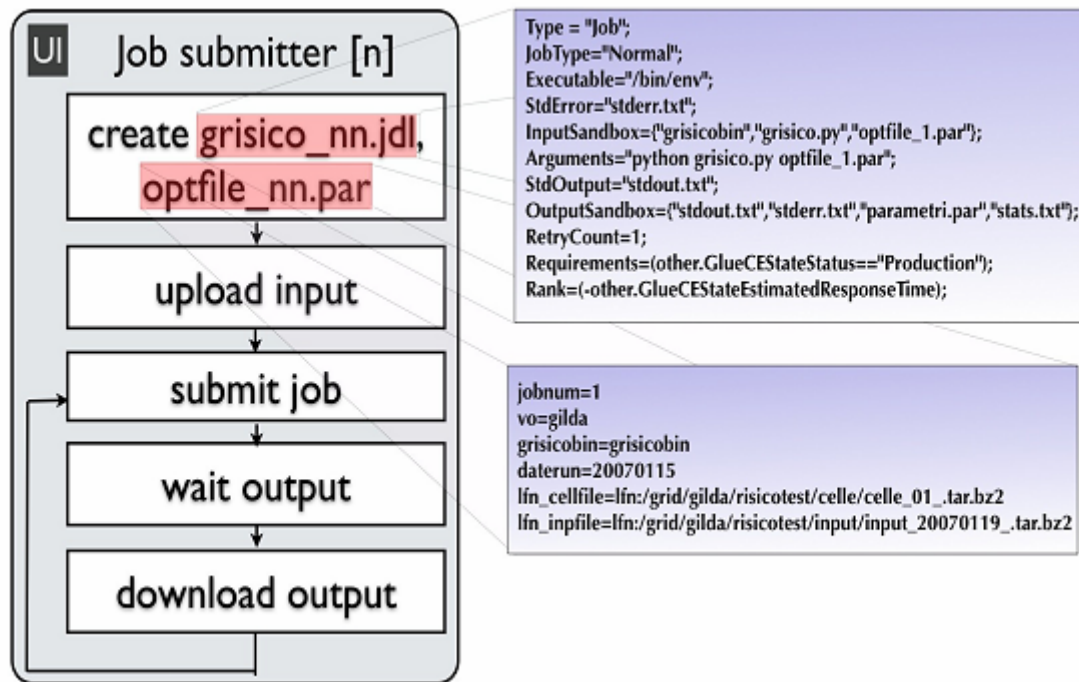 UI
Job submitter [n]
create grisico_nn.jdl,
optfile_nn.par
upload input
submit job
wait output
download output
Type = "Job";
JobType="Normal";
Executable="/bin/env";
StdError="stderr.txt";
InputSandbox={"grisicobin","grisico.py","optfile_1.par"};
Arguments="python grisico.py optfile_1.par";
StdOutput="stdout.txt";
OutputSandbox={"stdout.txt","stderr.txt","parametri.par","stats.txt"};
RetryCount=1;
Requirements=(other.GlueCEStateStatus=="Production");
Rank=(-other.GlueCEStateEstimatedResponseTime);
jobnum=1
vo=gilda
grisicobin=grisicobin
daterun=20070115
lfn_cellfile=lfn:/grid/gilda/risicotest/celle/celle_01_.tar.bz2
lfn_inpfile=lfn:/grid/gilda/risicotest/input/input_20070119_.tar.bz2